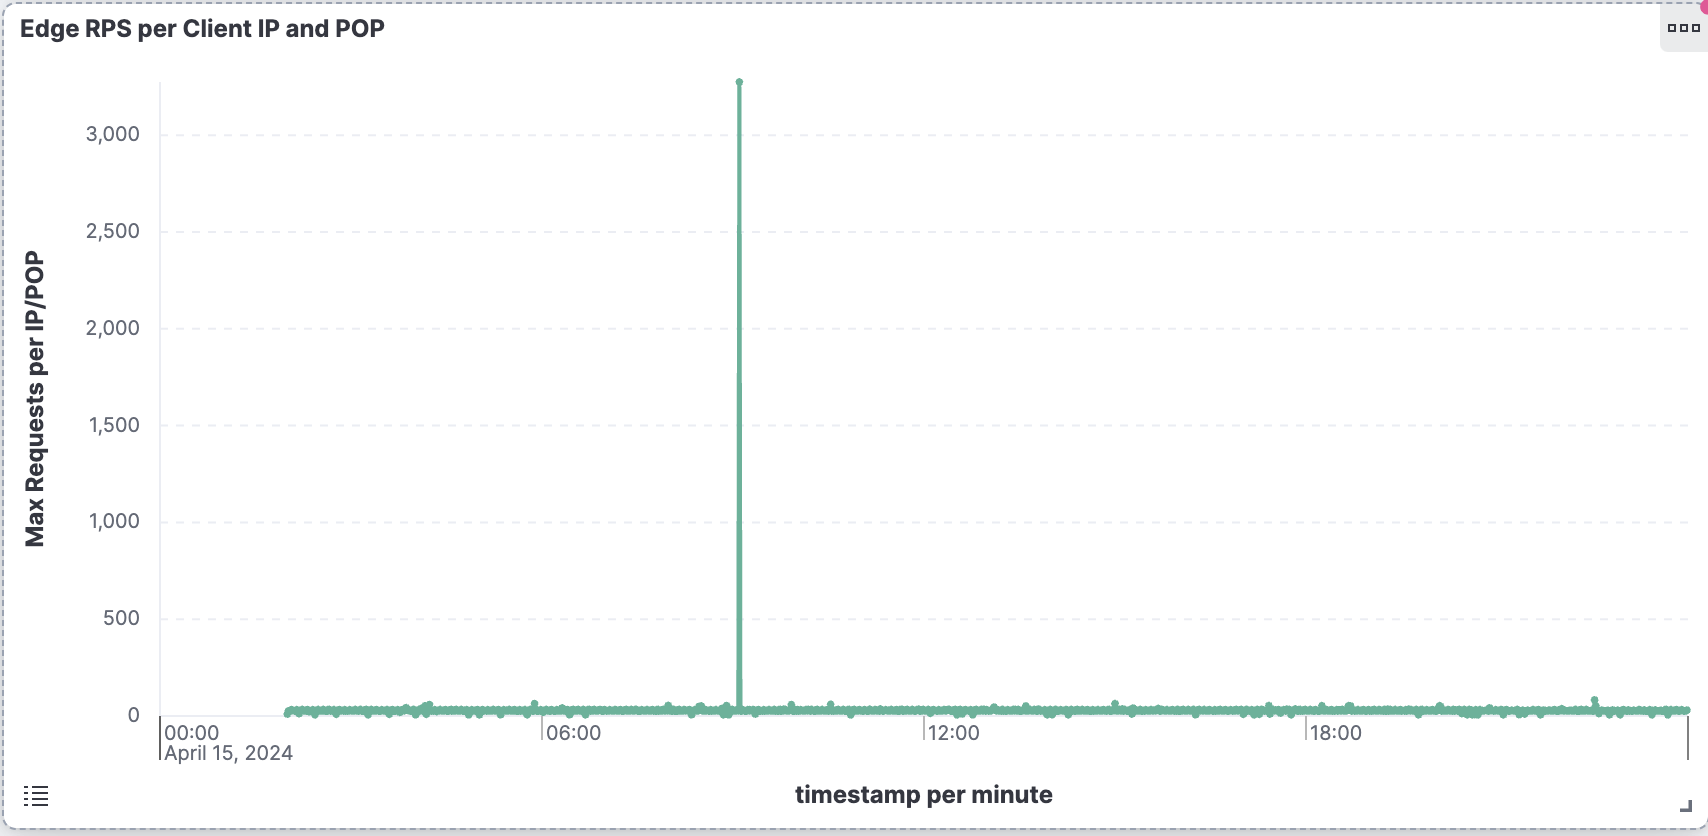 Edge RPS per Client IP and POP
Max Requests per IP/POP
3,000
2,500
2,000
1,500
1,000
500
0
00:00 06:00 12:00 18:00
April 15, 2024
timestamp per minute